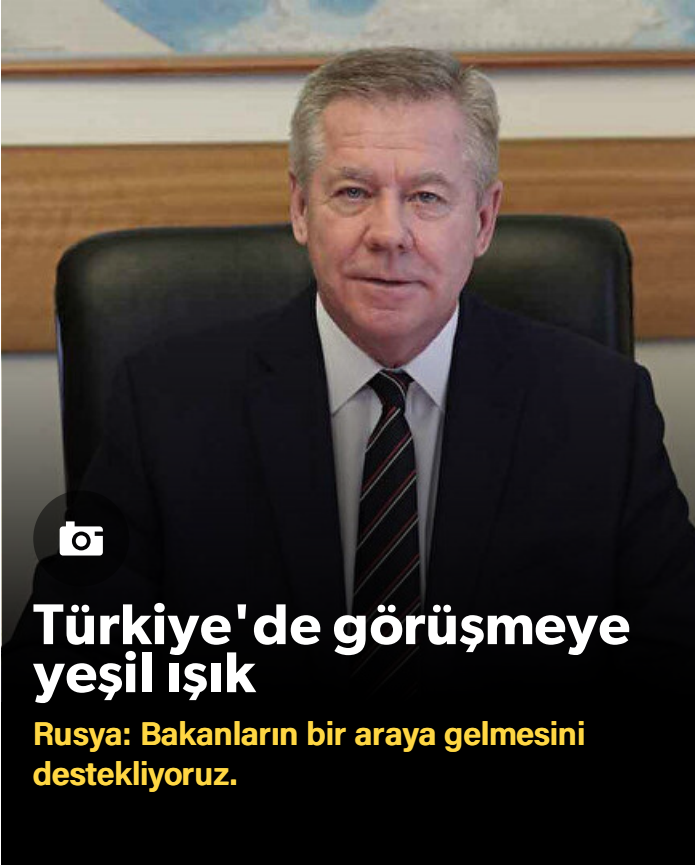 Türkiye'de görüşmeye
yeşil ışık
Rusya: Bakanların bir araya gelmesini
destekliyoruz.